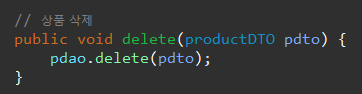 // 상품 삭제
public void delete(productDTO pdto) {
    pdao.delete(pdto);
}